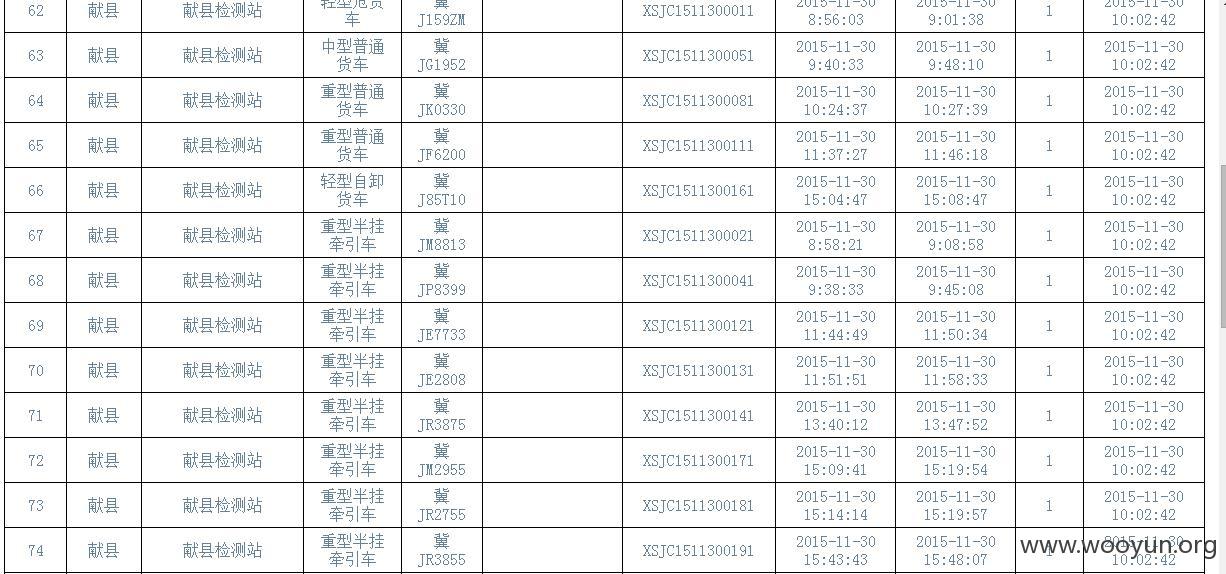 62 献县 献县检测站 轻型危货 冀 XSJC1511300011 2015-11-30 2015-11-30 1 2015-11-30
车 J159ZM 8:56:03 9:01:38 10:02:42
63 献县 献县检测站 中型普通 冀 XSJC1511300051 2015-11-30 2015-11-30 1 2015-11-30
货车 JG1952 9:40:33 9:48:10 10:02:42
64 献县 献县检测站 重型普通 冀 XSJC1511300081 2015-11-30 2015-11-30 1 2015-11-30
货车 JK0330 10:24:37 10:27:39 10:02:42
65 献县 献县检测站 重型普通 冀 XSJC1511300111 2015-11-30 2015-11-30 1 2015-11-30
货车 JF6200 11:37:27 11:46:18 10:02:42
66 献县 献县检测站 轻型自卸 冀 XSJC1511300161 2015-11-30 2015-11-30 1 2015-11-30
货车 J85T10 15:04:47 15:08:47 10:02:42
67 献县 献县检测站 重型半挂 冀 XSJC1511300021 2015-11-30 2015-11-30 1 2015-11-30
牵引车 JM8813 8:58:21 9:08:58 10:02:42
68 献县 献县检测站 重型半挂 冀 XSJC1511300041 2015-11-30 2015-11-30 1 2015-11-30
牵引车 JP8399 9:38:33 9:45:08 10:02:42
69 献县 献县检测站 重型半挂 冀 XSJC1511300121 2015-11-30 2015-11-30 1 2015-11-30
牵引车 JE7733 11:44:49 11:50:34 10:02:42
70 献县 献县检测站 重型半挂 冀 XSJC1511300131 2015-11-30 2015-11-30 1 2015-11-30
牵引车 JE2808 11:51:51 11:58:33 10:02:42
71 献县 献县检测站 重型半挂 冀 XSJC1511300141 2015-11-30 2015-11-30 1 2015-11-30
牵引车 JR3875 13:40:12 13:47:52 10:02:42
72 献县 献县检测站 重型半挂 冀 XSJC1511300171 2015-11-30 2015-11-30 1 2015-11-30
牵引车 JM2955 15:09:41 15:19:54 10:02:42
73 献县 献县检测站 重型半挂 冀 XSJC1511300181 2015-11-30 2015-11-30 1 2015-11-30
牵引车 JR2755 15:14:14 15:19:57 10:02:42
74 献县 献县检测站 重型半挂 冀 XSJC1511300191 2015-11-30 2015-11-30 1 2015-11-30
牵引车 JR3855 15:43:43 15:48:07 10:02:42
www.wooyun.org